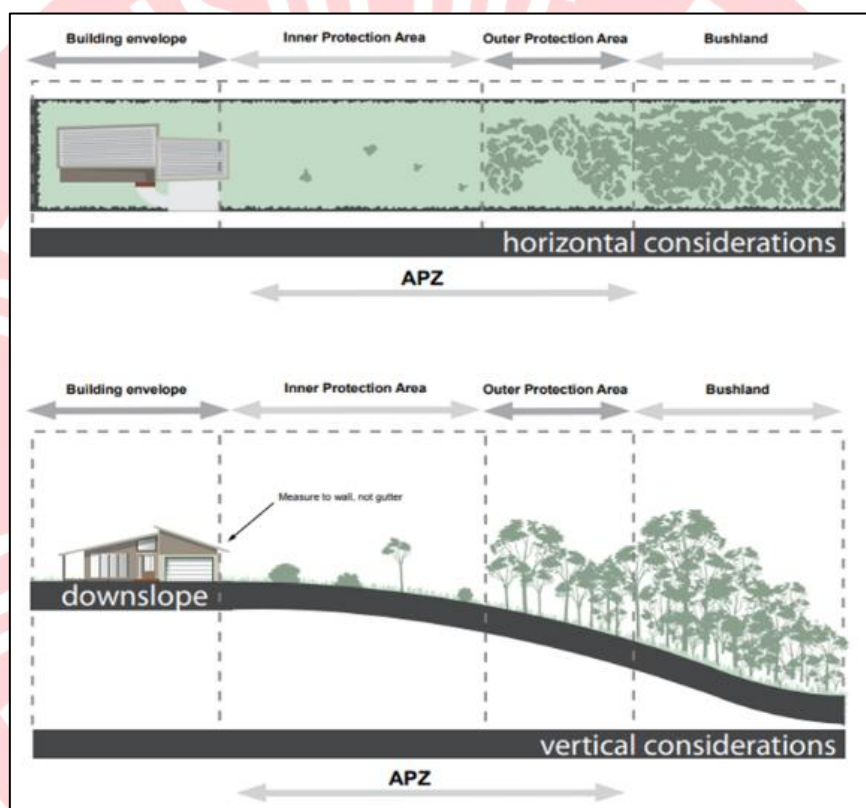 Building envelope Inner Protection Area Outer Protection Area Bushland
horizontal considerations
APZ
Building envelope Inner Protection Area Outer Protection Area Bushland
Measure to wall, not gutter
downslope
vertical considerations
APZ